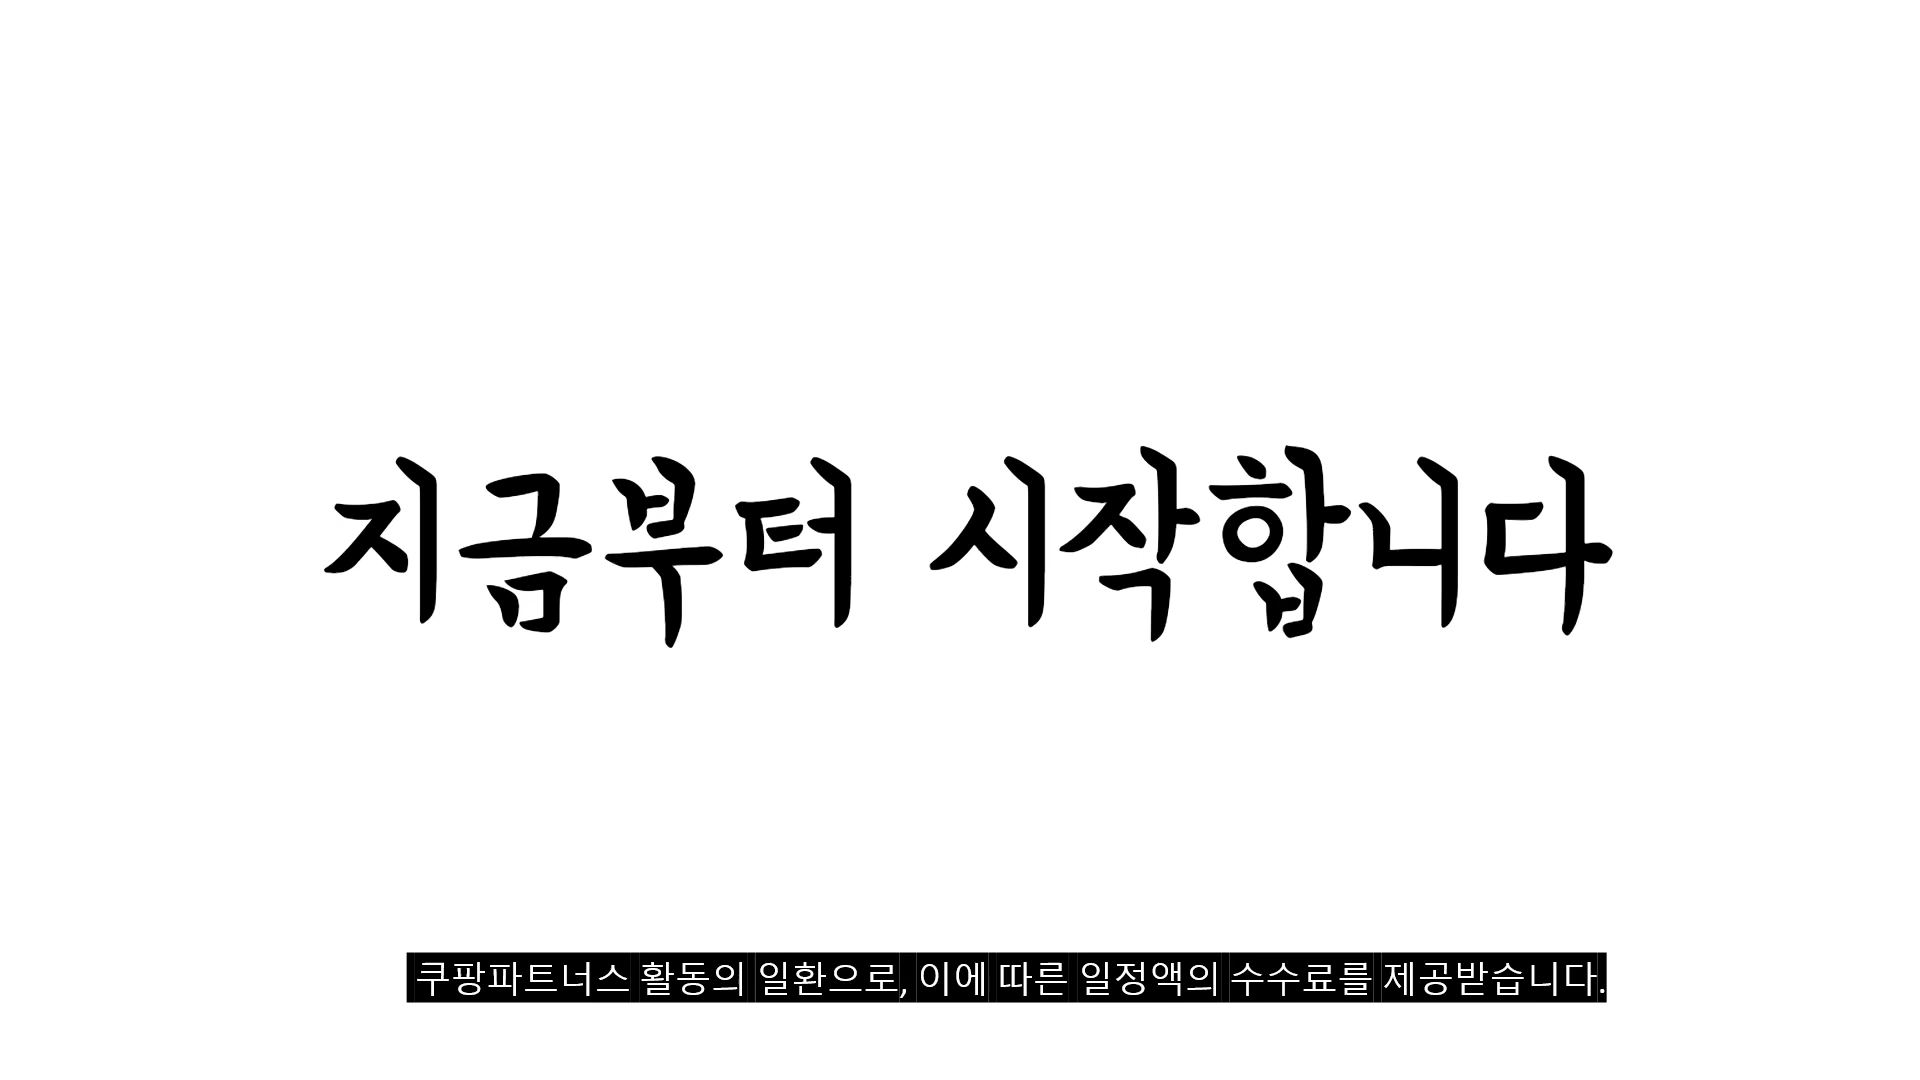 지금부터 시작합니다
쿠팡파트너스 활동의 일환으로, 이에 따른 일정액의 수수료를 제공받습니다.